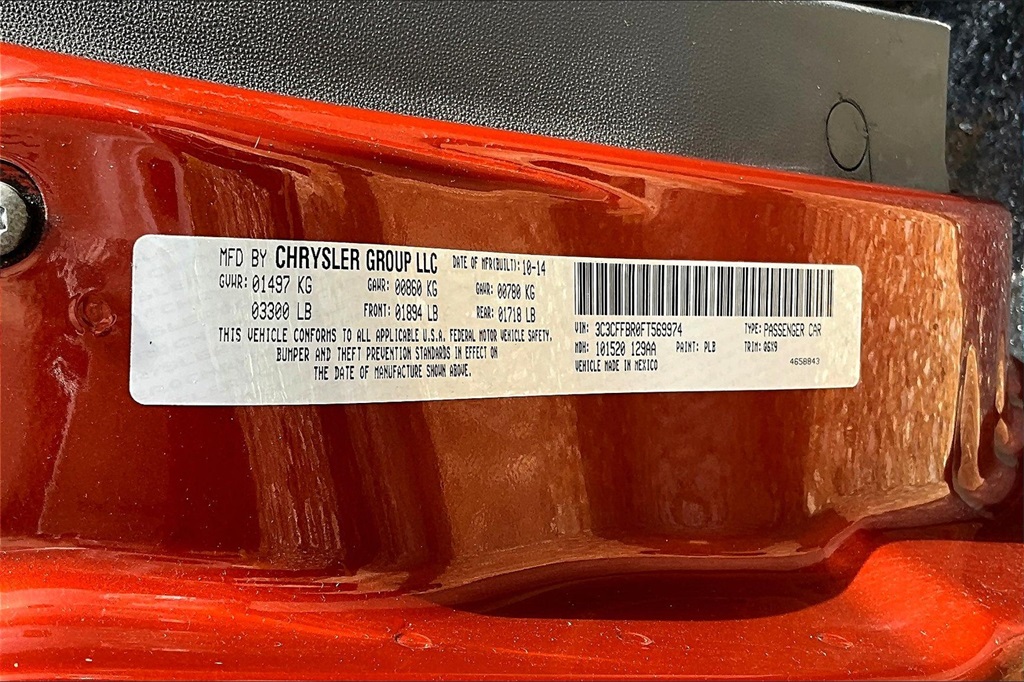 MFD BY CHRYSLER GROUP LLC DATE OF MFR(BUILT): 10-14
GVWR: 01497 KG GAWR: 00860 KG GAWR: 00780 KG
03300 LB FRONT: 01894 LB REAR: 01718 LB
THIS VEHICLE CONFORMS TO ALL APPLICABLE U.S.A. FEDERAL MOTOR VEHICLE SAFETY,
BUMPER AND THEFT PREVENTION STANDARDS IN EFFECT ON
THE DATE OF MANUFACTURE SHOWN ABOVE.
VIN: 3C3CFFBR0FT569974 TYPE: PASSENGER CAR
MDH: 101520 129AA PAINT: PLB TRIM: GSX9
VEHICLE MADE IN MEXICO 4658843